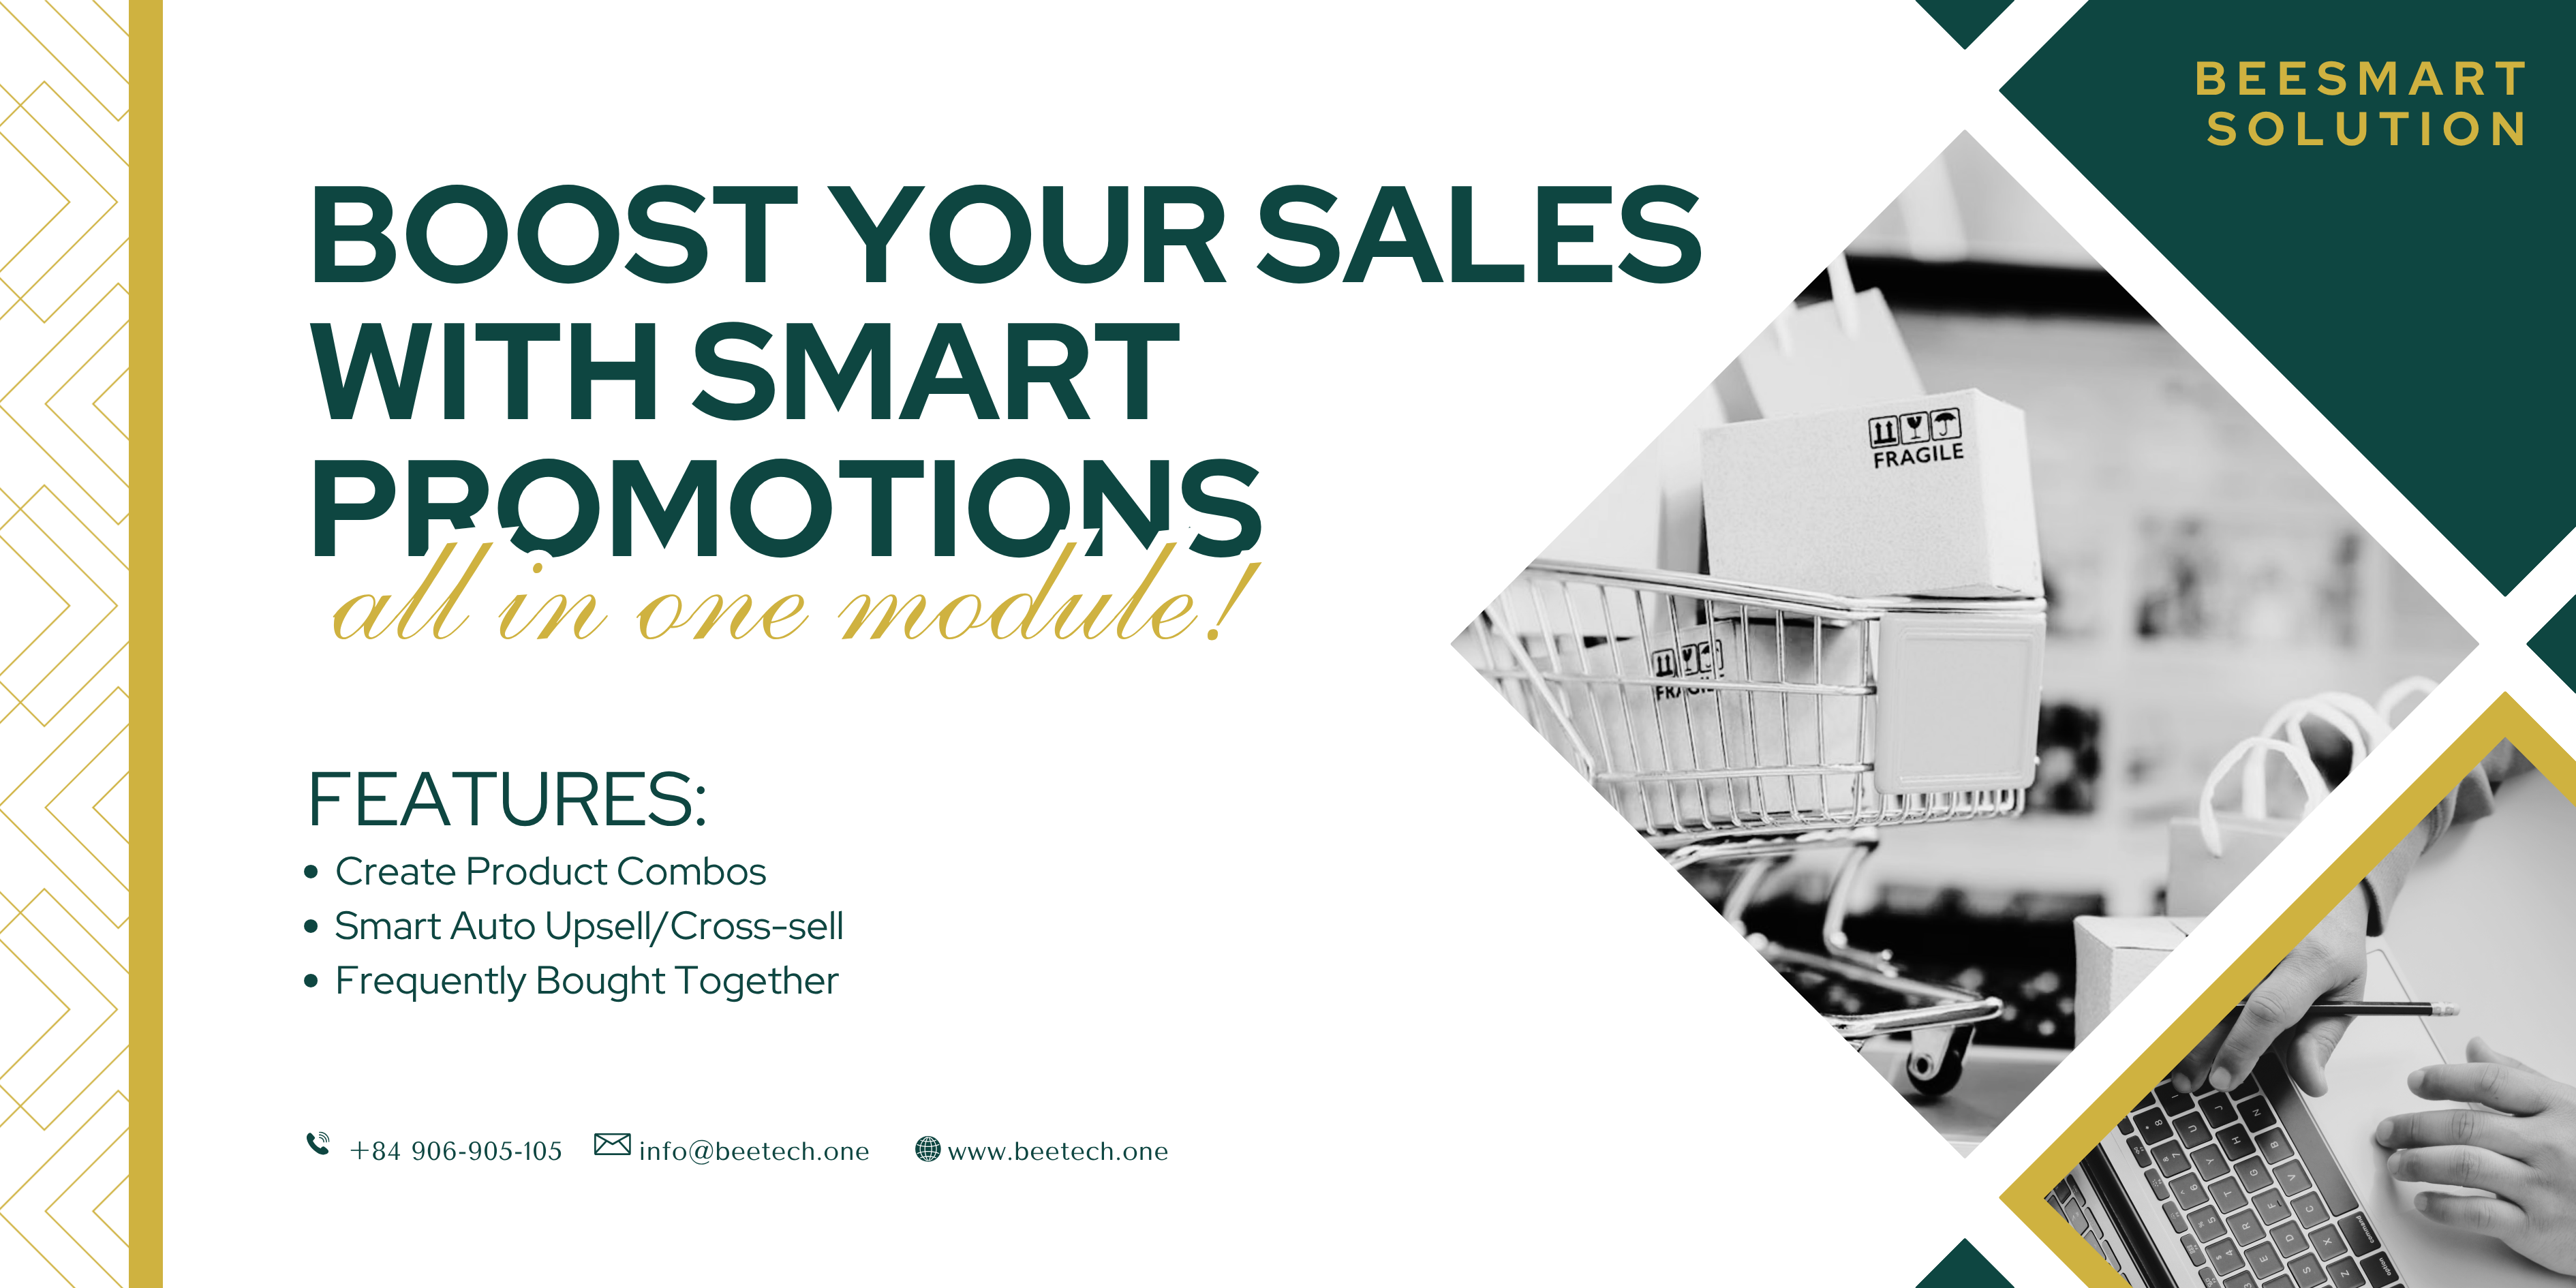 BEESMART
SOLUTION
BOOST YOUR SALES
WITH SMART
PROMOTIONS
all in one module!
FRAGILE
FEATURES:
• Create Product Combos
• Smart Auto Upsell/Cross-sell
• Frequently Bought Together
+84 906-905-105
info@beetech.one
www.beetech.one